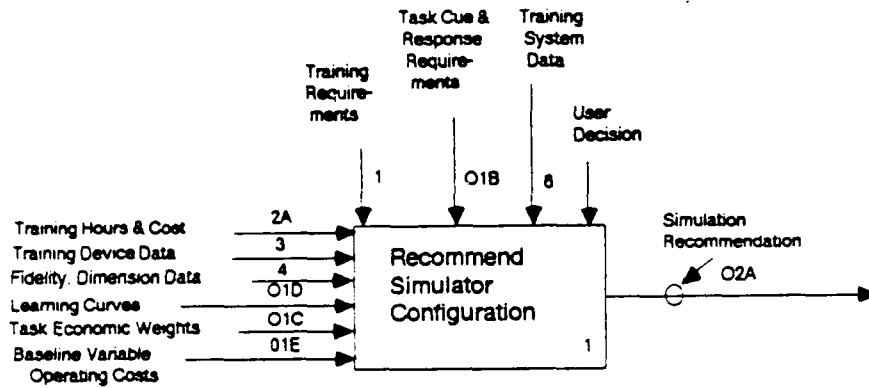 Task Cue &
Response
Require-
ments
Training
System
Data
Training
Require-
ments
User
Decision
1
O1B
8
Training Hours & Cost
2A
Training Device Data
3
Fidelity. Dimension Data
4
Learning Curves
O1D
Task Economic Weights
O1C
Baseline Variable
Operating Costs
01E
Recommend
Simulator
Configuration
1
Simulation
Recommendation
O2A